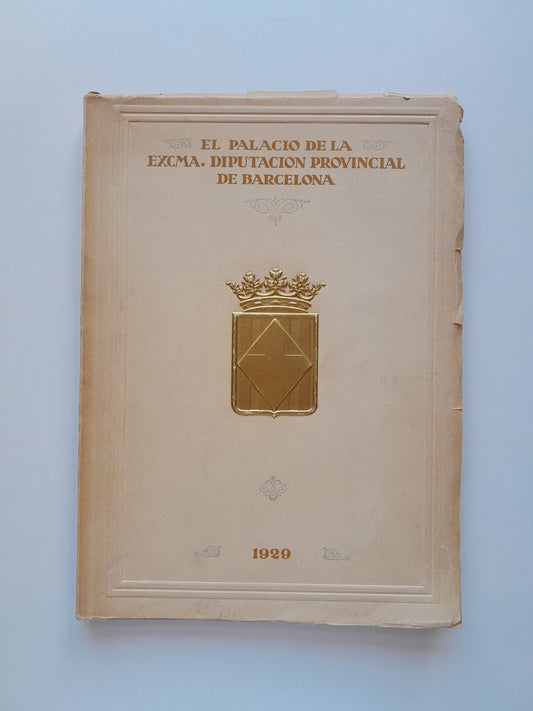 EL PALACIO DE LA
EXCMA. DIPUTACION PROVINCIAL
DE BARCELONA
1929